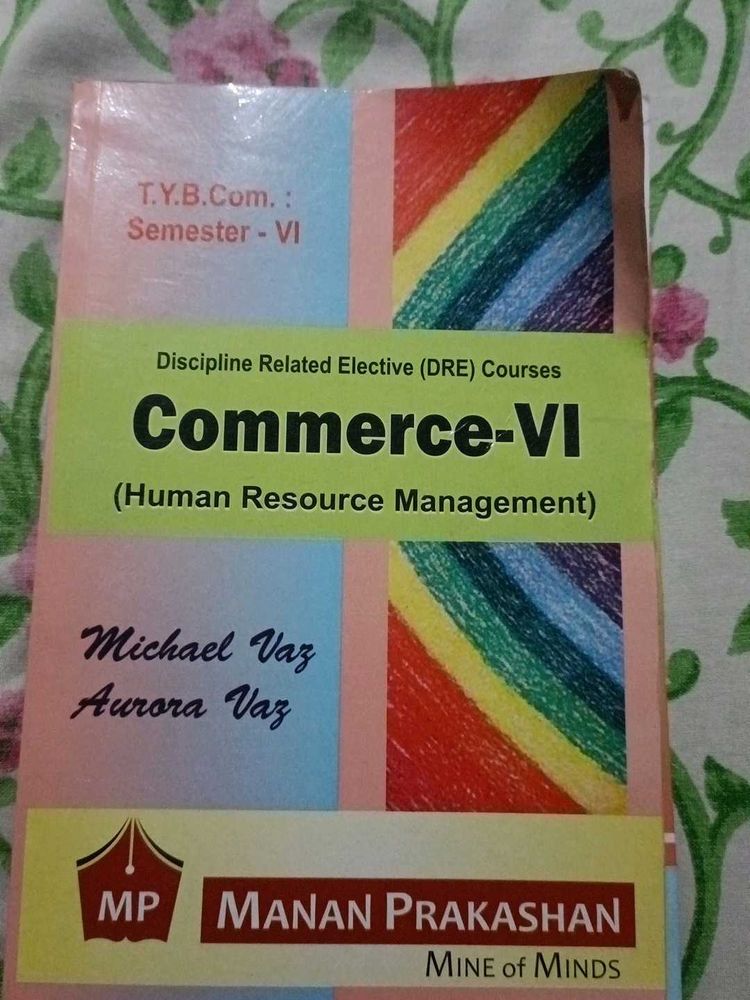 T.Y.B.Com. :
Semester - VI
Discipline Related Elective (DRE) Courses
Commerce-VI
(Human Resource Management)
Michael Vaz
Aurora Vaz
MP
MANAN PRAKASHAN
MINE of MINDS